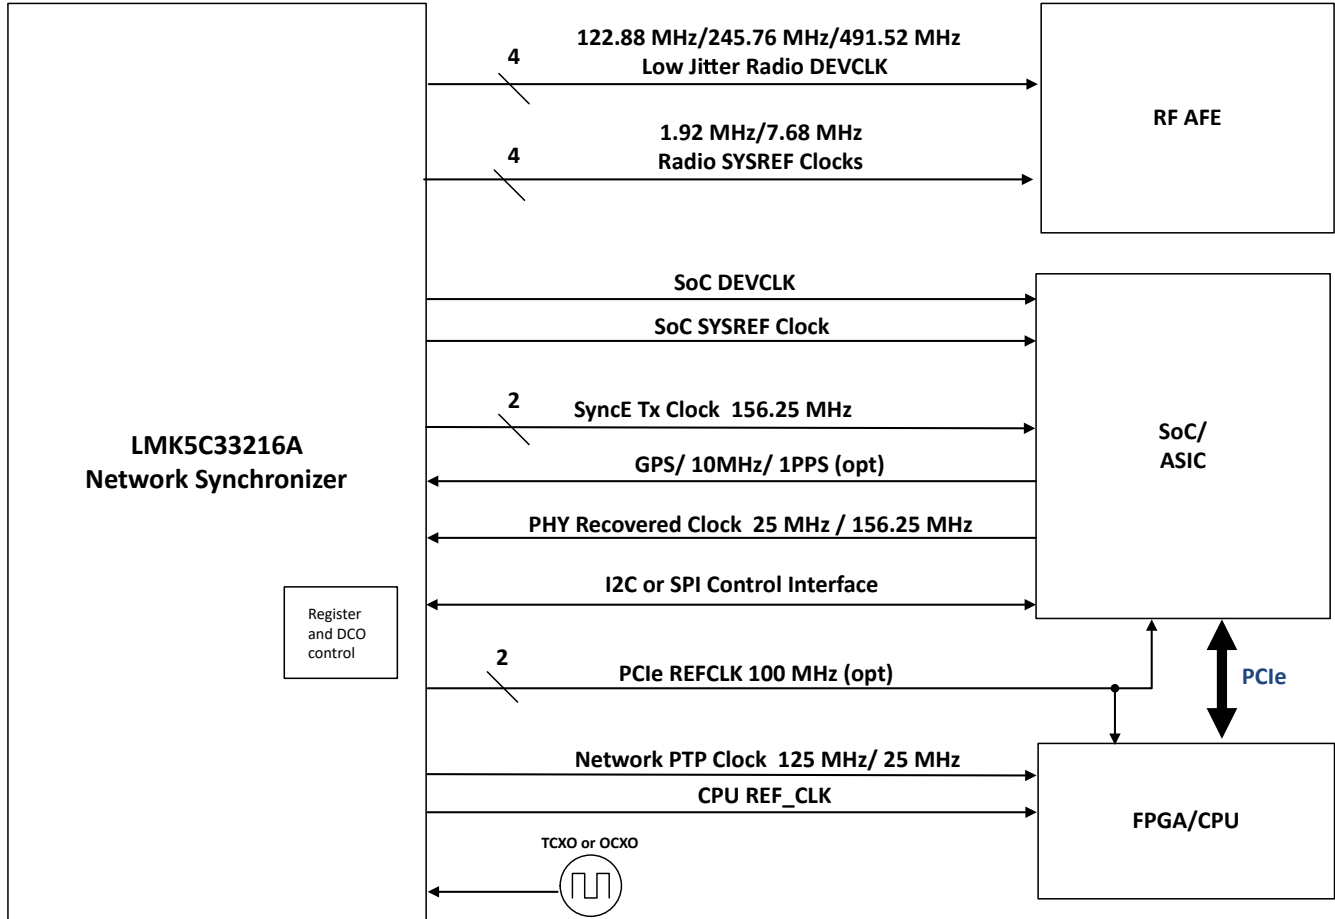 122.88 MHz/245.76 MHz/491.52 MHz
4
Low Jitter Radio DEVCLK
RF AFE
1.92 MHz/7.68 MHz
4
Radio SYSREF Clocks
SoC DEVCLK
SoC SYSREF Clock
2
SyncE Tx Clock 156.25 MHz
LMK5C33216A
Network Synchronizer
SoC/
ASIC
GPS/ 10MHz/ 1PPS (opt)
PHY Recovered Clock 25 MHz / 156.25 MHz
I2C or SPI Control Interface
Register
and DCO
control
2
PCIe REFCLK 100 MHz (opt)
PCIe
Network PTP Clock 125 MHz/ 25 MHz
CPU REF_CLK
FPGA/CPU
TCXO or OCXO